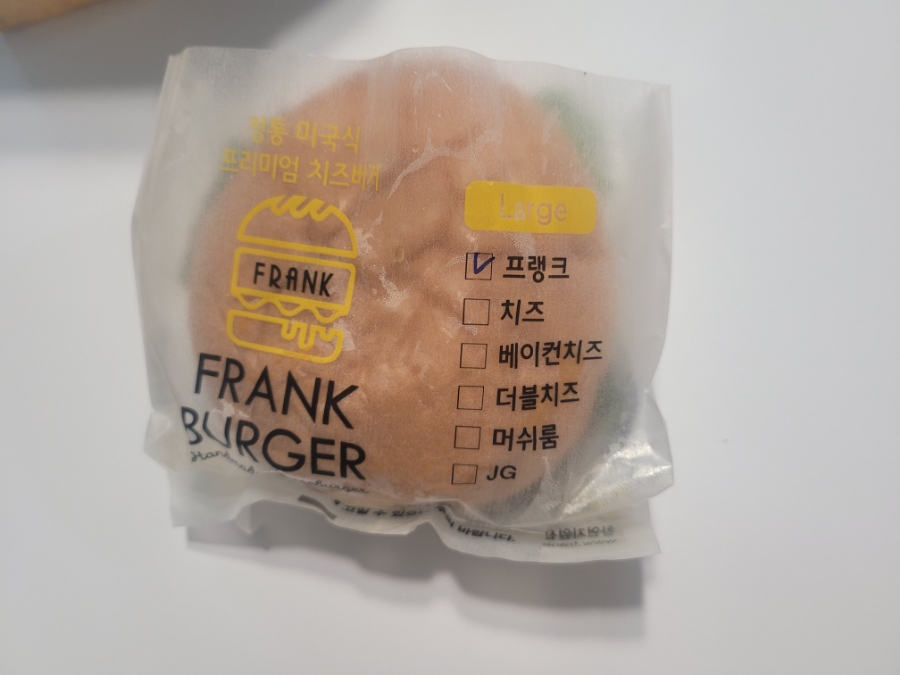 정통 미국식
프리미엄 치즈버거
FRANK
FRANK
BURGER
Large
프랭크
치즈
베이컨치즈
더블치즈
머쉬룸
JG